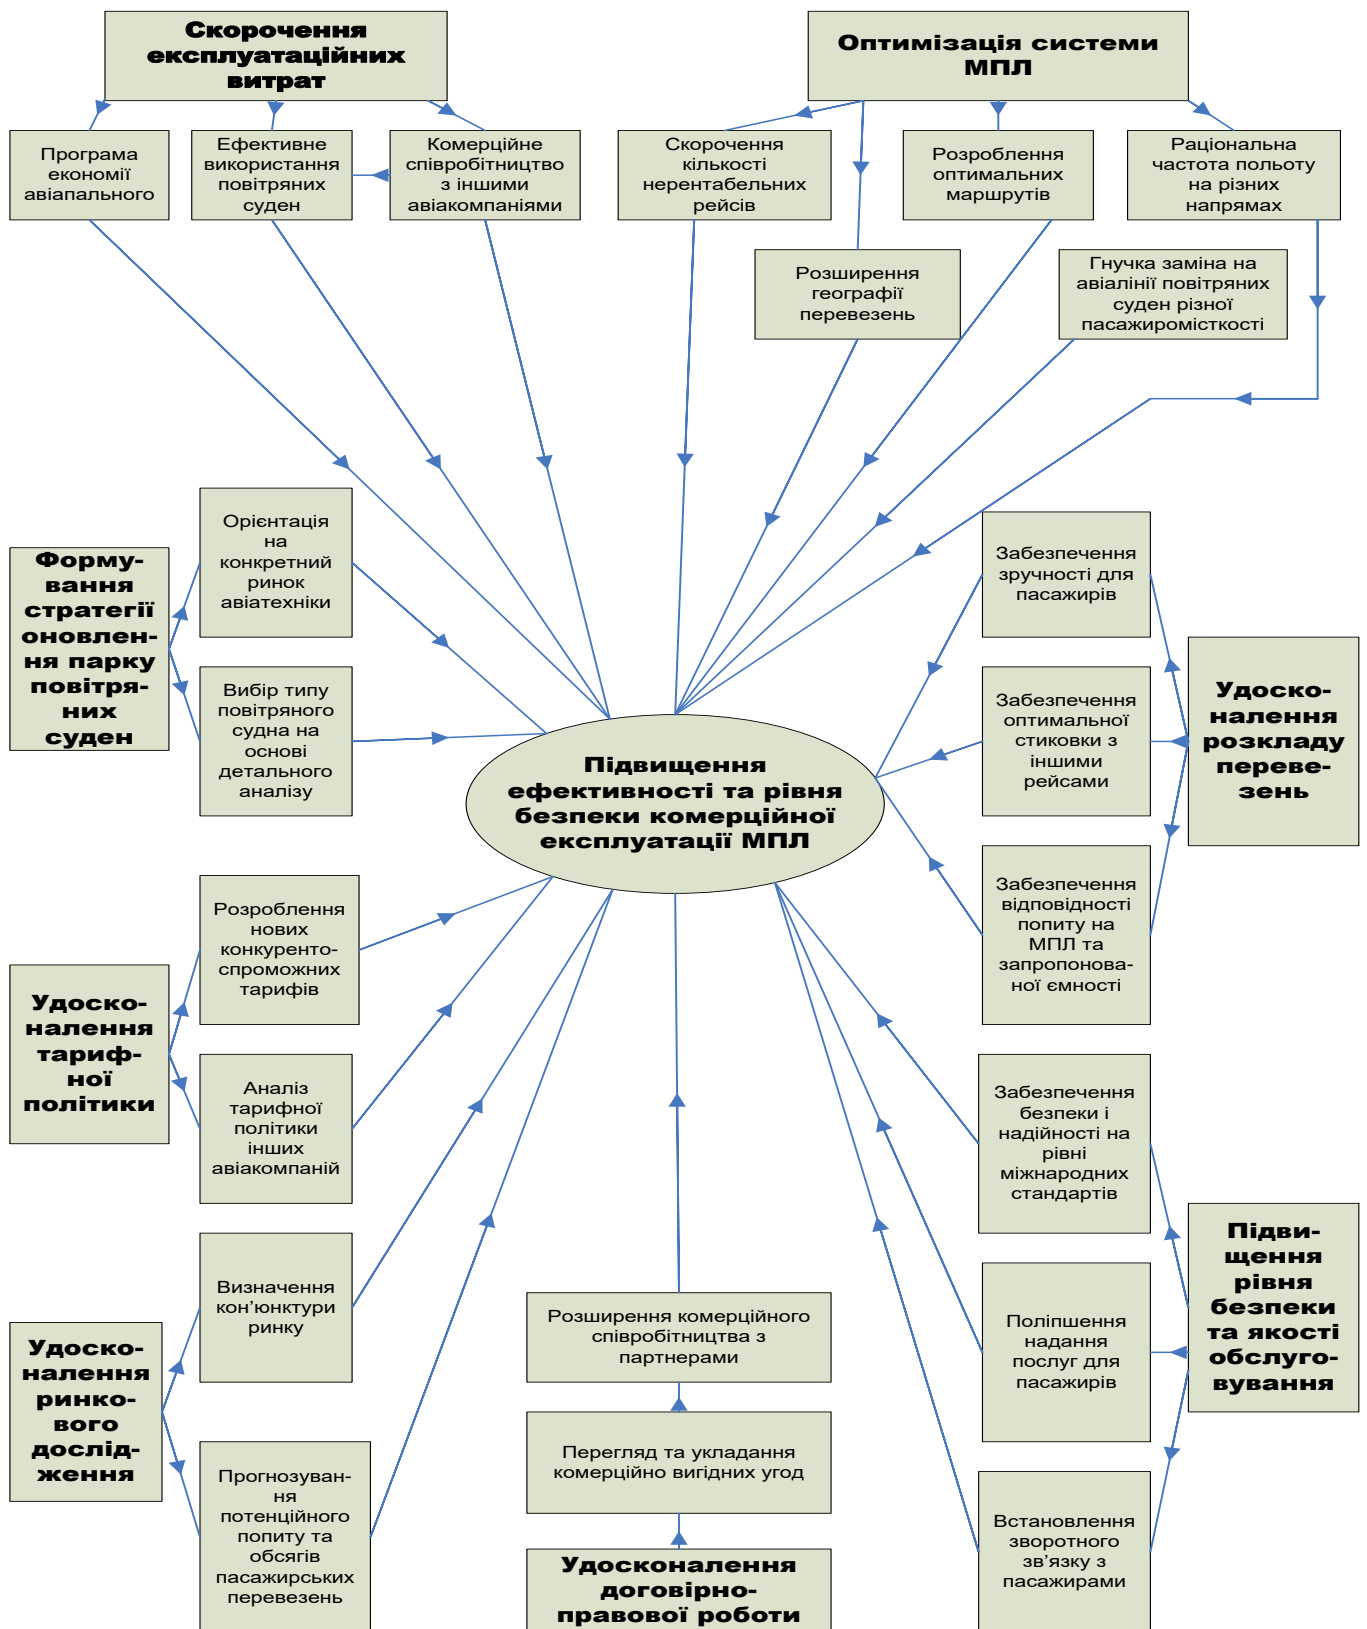 Скорочення
експлуатаційних
витрат
Оптимізація системи
МПЛ
Програма
економії
авіапального
Ефективне
використання
повітряних
суден
Комерційне
співробітництво
з іншими
авіакомпаніями
Скорочення
кількості
нерентабельних
рейсів
Розроблення
оптимальних
маршрутів
Раціональна
частота польоту
на різних
напрямах
Розширення
географії
перевезень
Гнучка заміна на
авіалінії повітряних
суден різної
пасажиромісткості
Форму-
вання
стратегії
оновлен-
ня парку
повітря-
них
суден
Орієнтація
на
конкретний
ринок
авіатехніки
Вибір типу
повітряного
судна на
основі
детального
аналізу
Забезпечення
зручності для
пасажирів
Забезпечення
оптимальної
стиковки з
іншими
рейсами
Забезпечення
відповідності
попиту на
МПЛ та
запропонова-
ної ємності
Удоско-
налення
розкладу
переве-
зень
Підвищення
ефективності та рівня
безпеки комерційної
експлуатації МПЛ
Удоско-
налення
тариф-
ної
політики
Розроблення
нових
конкуренто-
спроможних
тарифів
Аналіз
тарифної
політики
інших
авіакомпаній
Удоско-
налення
ринко-
вого
дослід-
ження
Визначення
кон’юнктури
ринку
Прогнозуван-
ня
потенційного
попиту та
обсягів
пасажирських
перевезень
Розширення комерційного
співробітництва з
партнерами
Перегляд та укладання
комерційно вигідних угод
Удосконалення
договірно-
правової роботи
Забезпечення
безпеки і
надійності на
рівні
міжнародних
стандартів
Поліпшення
надання
послуг для
пасажирів
Встановлення
зворотного
зв’язку з
пасажирами
Підви-
щення
рівня
безпеки
та якості
обслуго-
вування